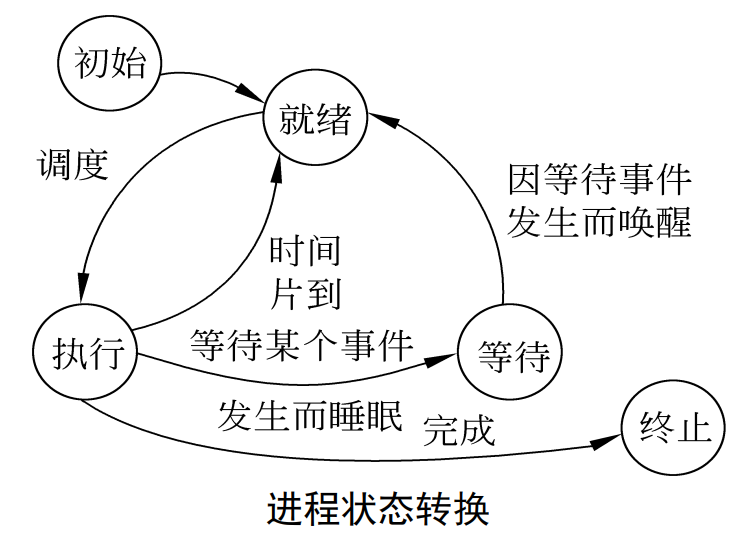 初始
就绪
调度
因等待事件
发生而唤醒
时间
片到
执行
等待某个事件
发生而睡眠
等待
完成
终止
进程状态转换